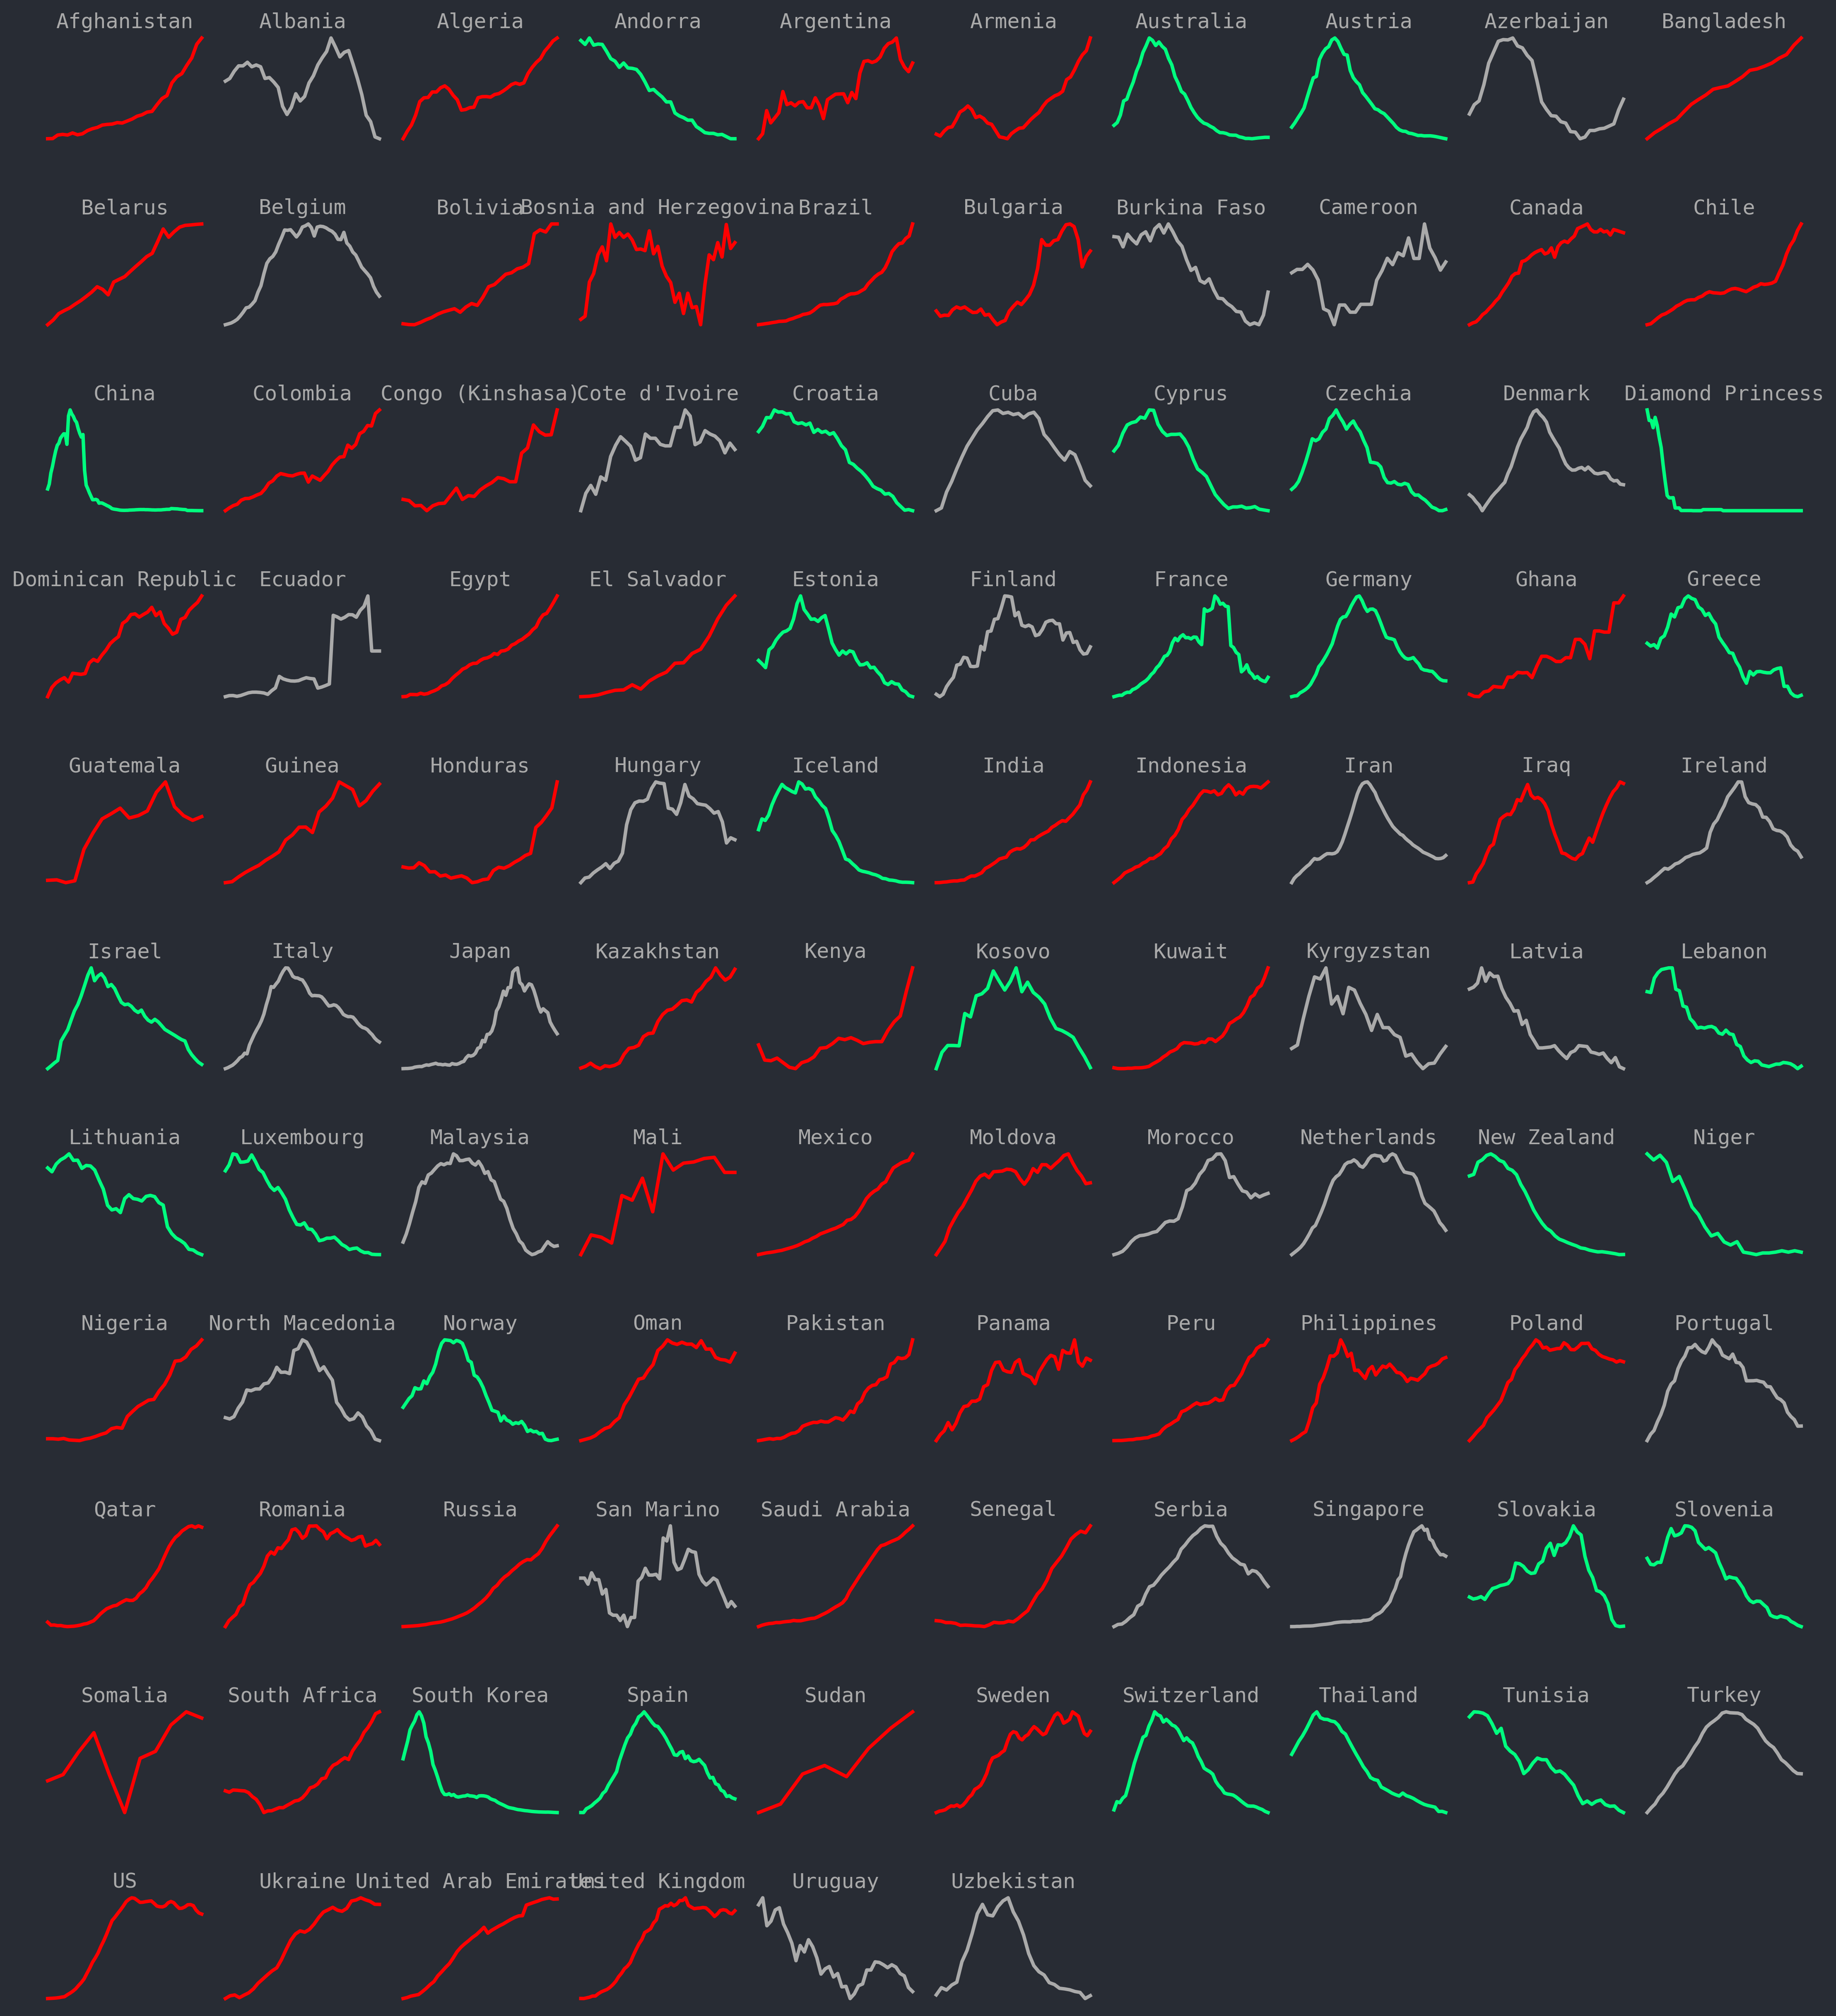 Afghanistan Albania Algeria Andorra Argentina Armenia Australia Austria Azerbaijan Bangladesh
Belarus Belgium Bolivia Bosnia and Herzegovina Brazil Bulgaria Burkina Faso Cameroon Canada Chile
China Colombia Congo (Kinshasa) Cote d'Ivoire Croatia Cuba Cyprus Czechia Denmark Diamond Princess
Dominican Republic Ecuador Egypt El Salvador Estonia Finland France Germany Ghana Greece
Guatemala Guinea Honduras Hungary Iceland India Indonesia Iran Iraq Ireland
Israel Italy Japan Kazakhstan Kenya Kosovo Kuwait Kyrgyzstan Latvia Lebanon
Lithuania Luxembourg Malaysia Mali Mexico Moldova Morocco Netherlands New Zealand Niger
Nigeria North Macedonia Norway Oman Pakistan Panama Peru Philippines Poland Portugal
Qatar Romania Russia San Marino Saudi Arabia Senegal Serbia Singapore Slovakia Slovenia
Somalia South Africa South Korea Spain Sudan Sweden Switzerland Thailand Tunisia Turkey
US Ukraine United Arab Emirates United Kingdom Uruguay Uzbekistan